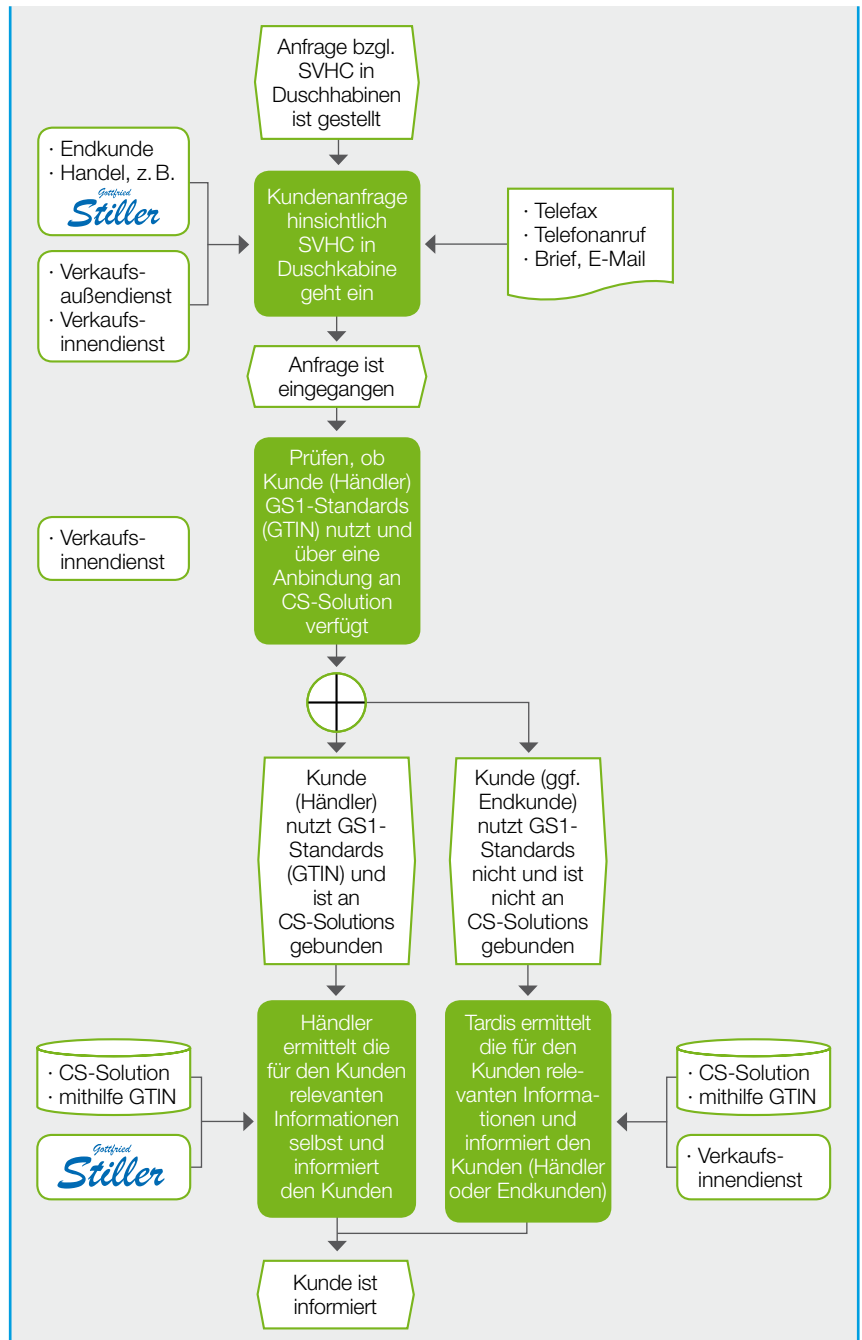 Anfrage bzgl.
SVHC in
Duschhabinen
ist gestellt
· Endkunde
· Handel, z. B.
Gottfried
Stiller
· Verkaufs-
außendienst
· Verkaufs-
innendienst
Kundenanfrage
hinsichtlich
SVHC in
Duschkabine
geht ein
· Telefax
· Telefonanruf
· Brief, E-Mail
Anfrage ist
eingegangen
· Verkaufs-
innendienst
Prüfen, ob
Kunde (Händler)
GS1-Standards
(GTIN) nutzt und
über eine
Anbindung an
CS-Solution
verfügt
Kunde
(Händler)
nutzt GS1-
Standards
(GTIN) und
ist an
CS-Solutions
gebunden
Kunde (ggf.
Endkunde)
nutzt GS1-
Standards
nicht und ist
nicht an
CS-Solutions
gebunden
· CS-Solution
· mithilfe GTIN
Gottfried
Stiller
Händler
ermittelt die
für den Kunden
relevanten
Informationen
selbst und
informiert
den Kunden
Tardis ermittelt
die für den
Kunden rele-
vanten Informa-
tionen und
informiert den
Kunden (Händler
oder Endkunden)
· CS-Solution
· mithilfe GTIN
· Verkaufs-
innendienst
Kunde ist
informiert